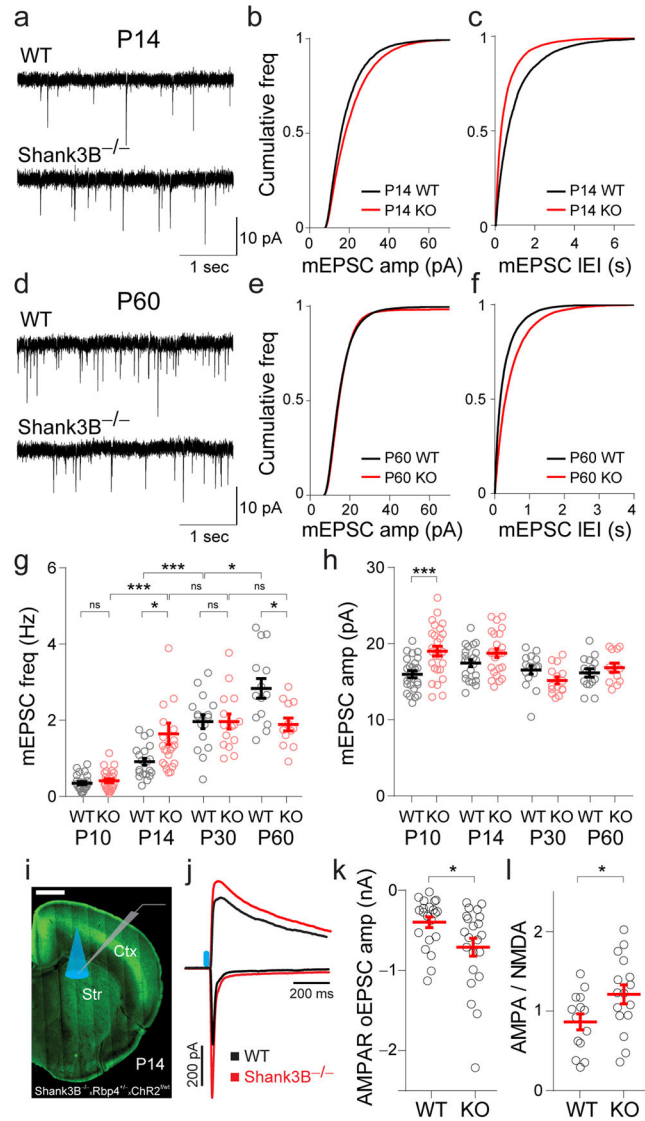 a
P14
WT
Shank3B–/–
10 pA
1 sec
b
Cumulative freq
1
0.5
0
P14 WT
P14 KO
0 20 40 60
mEPSC amp (pA)
c
1
0.5
0
P14 WT
P14 KO
0 2 4 6
mEPSC IEI (s)
d
P60
WT
Shank3B–/–
10 pA
1 sec
e
Cumulative freq
1
0.5
0
P60 WT
P60 KO
0 20 40 60
mEPSC amp (pA)
f
1
0.5
0
P60 WT
P60 KO
0 1 2 3 4
mEPSC IEI (s)
g
mEPSC freq (Hz)
6
4
2
0
*** *
*** ns ns
ns * ns *
WT KO WT KO WT KO WT KO
P10 P14 P30 P60
h
mEPSC amp (pA)
30
20
10
0
***
WT KO WT KO WT KO WT KO
P10 P14 P30 P60
i
Ctx
Str
P14
Shank3B-/-xRbp4+/-xChR2f/wt
j
200 ms
200 pA
WT
Shank3B–/–
k
AMPAR oEPSC amp (nA)
-0
-1
-2
*
WT KO
l
AMPA / NMDA
2
1
0
*
WT KO